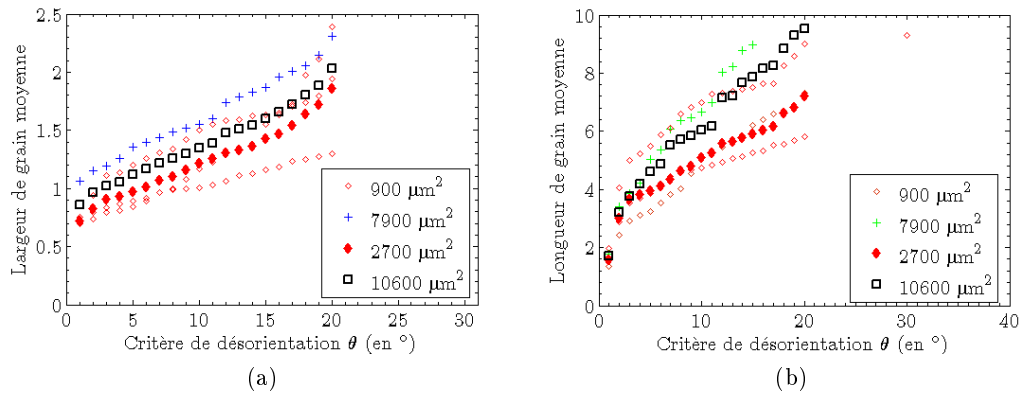 2.5
2
1.5
1
0.5
0
0
5
10
15
20
25
30
Largeur de grain moyenne
Critère de désorientation θ (en °)
900 μm²
7900 μm²
2700 μm²
10600 μm²
(a)
10
8
6
4
2
0
0
10
20
30
40
Longueur de grain moyenne
Critère de désorientation θ (en °)
900 μm²
7900 μm²
2700 μm²
10600 μm²
(b)